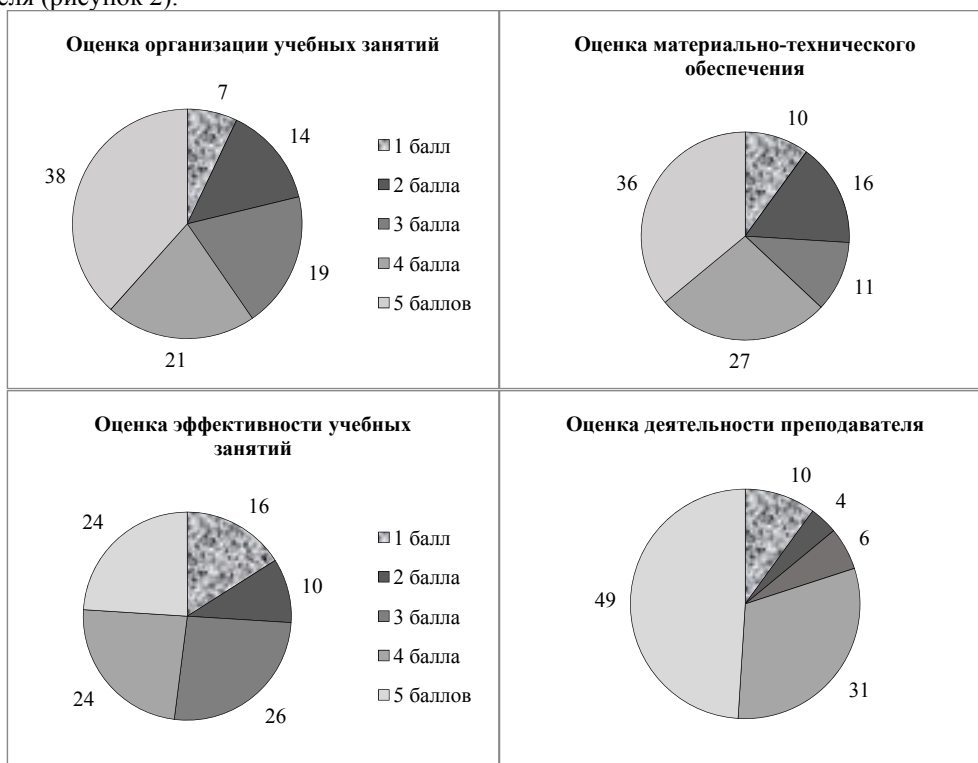 (рисунок 2).
Оценка организации учебных занятий
7
14
19
21
38
1 балл
2 балла
3 балла
4 балла
5 баллов
Оценка материально-технического
обеспечения
10
16
11
27
36
Оценка эффективности учебных
занятий
16
10
26
24
24
1 балл
2 балла
3 балла
4 балла
5 баллов
Оценка деятельности преподавателя
10
4
6
31
49